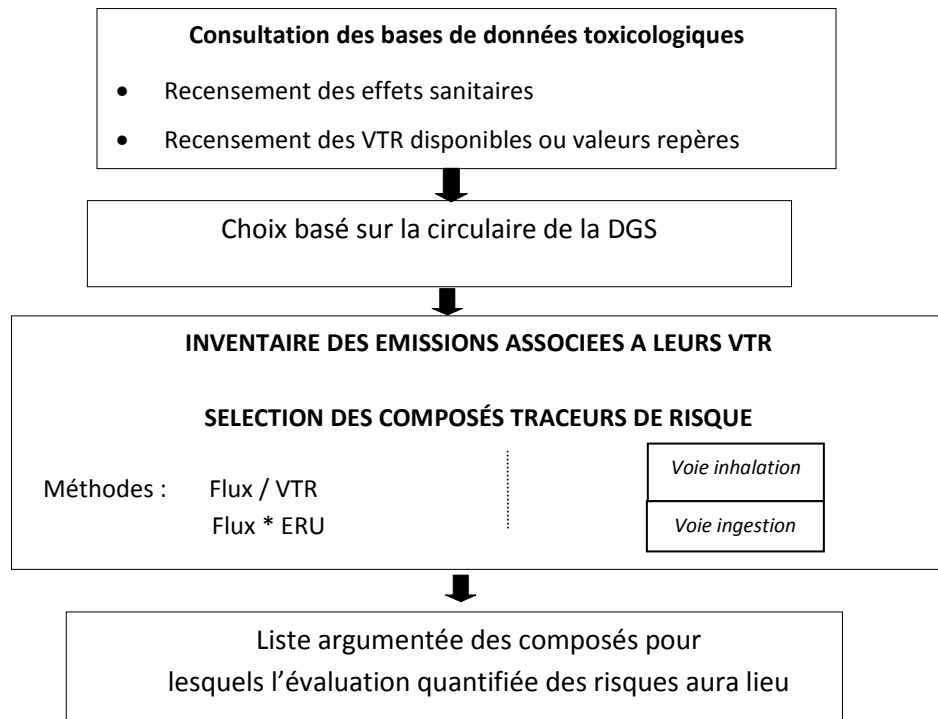 Consultation des bases de données toxicologiques
• Recensement des effets sanitaires
• Recensement des VTR disponibles ou valeurs repères
Choix basé sur la circulaire de la DGS
INVENTAIRE DES EMISSIONS ASSOCIEES A LEURS VTR
SELECTION DES COMPOSÉS TRACEURS DE RISQUE
Méthodes : Flux / VTR
Flux * ERU
Voie inhalation
Voie ingestion
Liste argumentée des composés pour
lesquels l'évaluation quantifiée des risques aura lieu